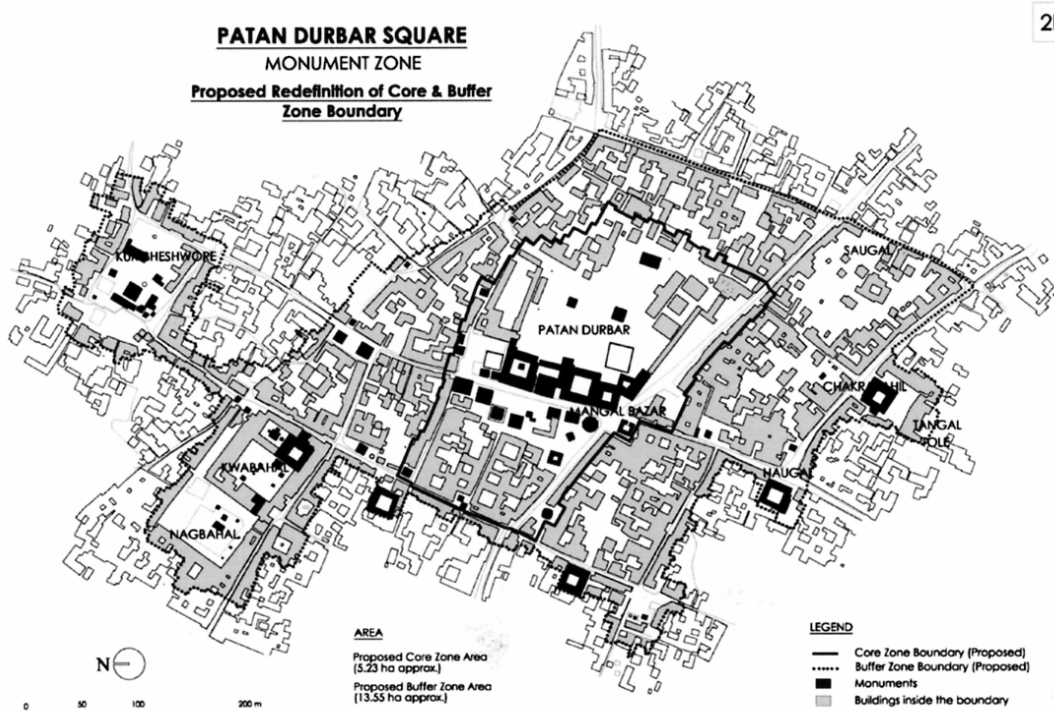 PATAN DURBAR SQUARE
MONUMENT ZONE
Proposed Redefinition of Core & Buffer
Zone Boundary
SAUGAL
PATAN DURBAR
CHAKRABAHIL
MANGAL BAZAR
TANGAL
TOLE
KWABAHAL
HAUGAL
NAGBAHAL
AREA
Proposed Core Zone Area
(5.23 ha approx.)
Proposed Buffer Zone Area
(13.55 ha approx.)
LEGEND
Core Zone Boundary (Proposed)
Buffer Zone Boundary (Proposed)
Monuments
Buildings inside the boundary
N
0 50 100 200 m